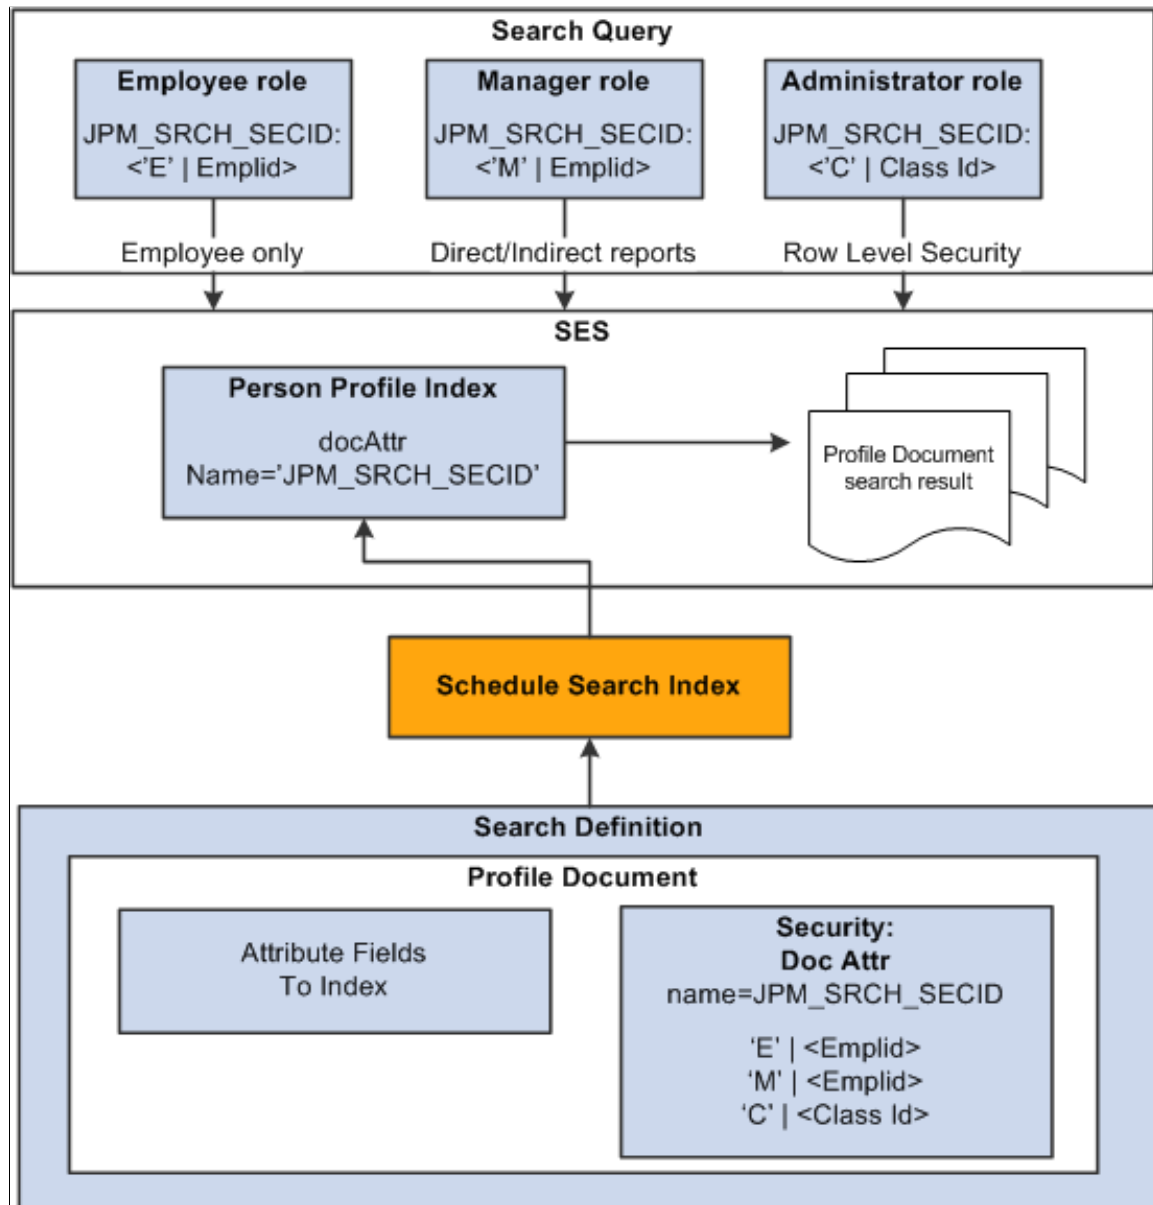 Search Query
Employee role
JPM_SRCH_SECID:
<’E’ | Emplid>
Manager role
JPM_SRCH_SECID:
<’M’ | Emplid>
Administrator role
JPM_SRCH_SECID:
<’C’ | Class Id>
Employee only
Direct/Indirect reports
Row Level Security
SES
Person Profile Index
docAttr
Name=’JPM_SRCH_SECID’
Profile Document
search result
Schedule Search Index
Search Definition
Profile Document
Attribute Fields
To Index
Security:
Doc Attr
name=JPM_SRCH_SECID
‘E’ | <Emplid>
‘M’ | <Emplid>
‘C’ | <Class Id>